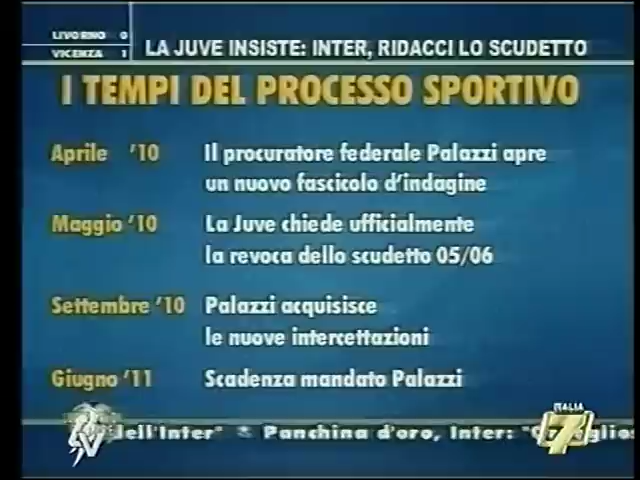 LIVORNO 0
VICENZA 1
LA JUVE INSISTE: INTER, RIDACCI LO SCUDETTO
I TEMPI DEL PROCESSO SPORTIVO
Aprile '10 Il procuratore federale Palazzi apre
un nuovo fascicolo d'indagine
Maggio '10 La Juve chiede ufficialmente
la revoca dello scudetto 05/06
Settembre '10 Palazzi acquisisce
le nuove intercettazioni
Giugno '11 Scadenza mandato Palazzi
ITALIA
7
dell'Inter" * Panchina d'oro, Inter: